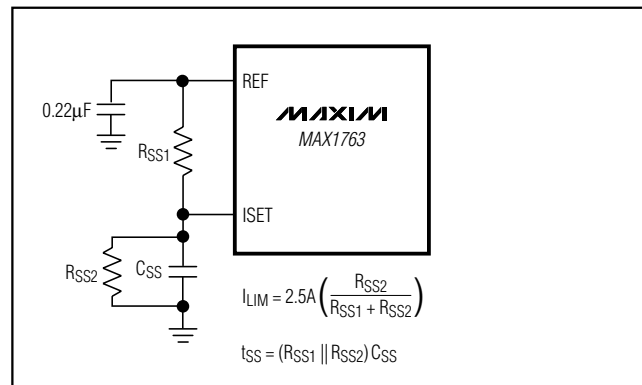 REF
0.22µF
MAXIM
MAX1763
RSS1
ISET
RSS2
CSS
ILIM = 2.5A (RSS2 / RSS1 + RSS2)
tSS = (RSS1 || RSS2) CSS